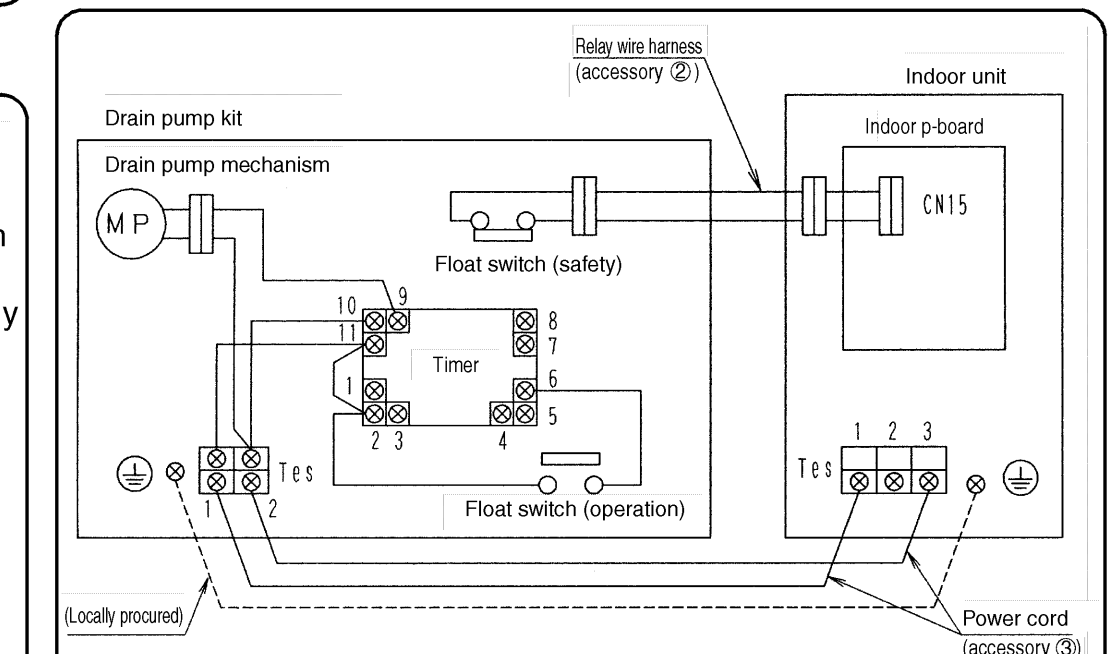 Relay wire harness
(accessory ②)
Indoor unit
Drain pump kit
Indoor p-board
Drain pump mechanism
MP
CN15
n
Float switch (safety)
y
10 9
11 8
7
Timer
1 6
5
2 3 4
Tes
1 2
Float switch (operation)
1 2 3
Tes
(Locally procured)
Power cord
(accessory ③)